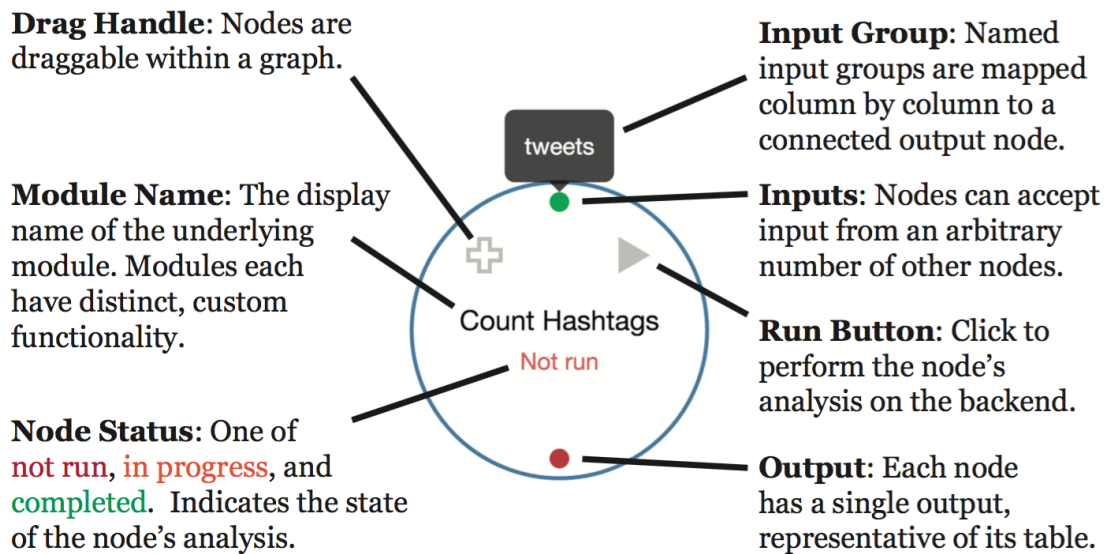 Drag Handle: Nodes are
draggable within a graph.
Module Name: The display
name of the underlying
module. Modules each
have distinct, custom
functionality.
Node Status: One of
not run, in progress, and
completed.  Indicates the state
of the node’s analysis.
tweets
Count Hashtags
Not run
Input Group: Named
input groups are mapped
column by column to a
connected output node.
Inputs: Nodes can accept
input from an arbitrary
number of other nodes.
Run Button: Click to
perform the node’s
analysis on the backend.
Output: Each node
has a single output,
representative of its table.